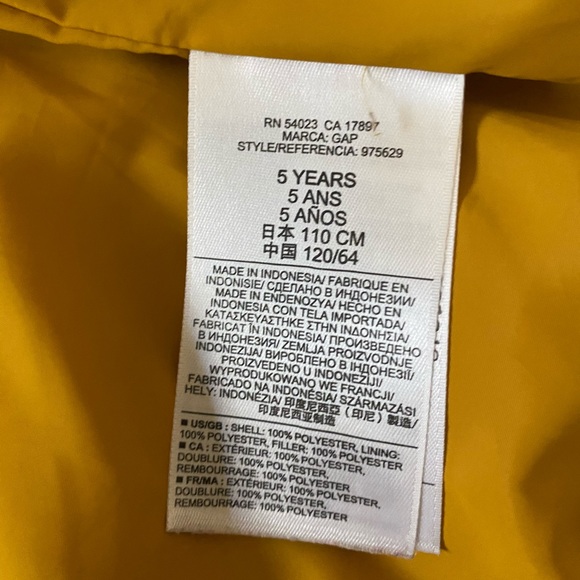 RN 54023 CA 17897
MARCA: GAP
STYLE/REFERENCIA: 975629
5 YEARS
5 ANS
5 AÑOS
日本 110 CM
中国 120/64
MADE IN INDONESIA/ FABRIQUE EN
INDONISIE/ СДЕЛАНО В ИНДОНЕЗИИ/
MADE IN ENDENOZYA/ HECHO EN
INDONESIA CON TELA IMPORTADA/
ΚΑΤΑΣΚΕΥΑΣΤΗΚΕ ΣΤΗΝ ΙΝΔΟΝΗΣΙΑ/
FABRICAT ÎN INDONESIA/ ПРОИЗВЕДЕНО
В ИНДОНЕЗИЯ/ ZEMLJA PROIZVODNJE
INDONEZIJA/ ВИРОБЛЕНО В ІНДОНЕЗІЇ/
PROIZVEDENO U INDONEZIJI/
WYPRODUKOWANO WE FRANCJI/
FABRICADO NA INDONÉSIA/ SZÁRMAZÁSI
HELY: INDONÉZIA/ 印度尼西亞（印尼）製造/
印度尼西亚制造
■ US/GB : SHELL: 100% POLYESTER, LINING:
100% POLYESTER, FILLER: 100% POLYESTER
■ CA : EXTÉRIEUR: 100% POLYESTER,
DOUBLURE: 100% POLYESTER,
REMBOURRAGE: 100% POLYESTER
■ FR/MA : EXTÉRIEUR: 100% POLYESTER,
DOUBLURE: 100% POLYESTER,
REMBOURRAGE: 100% POLYESTER